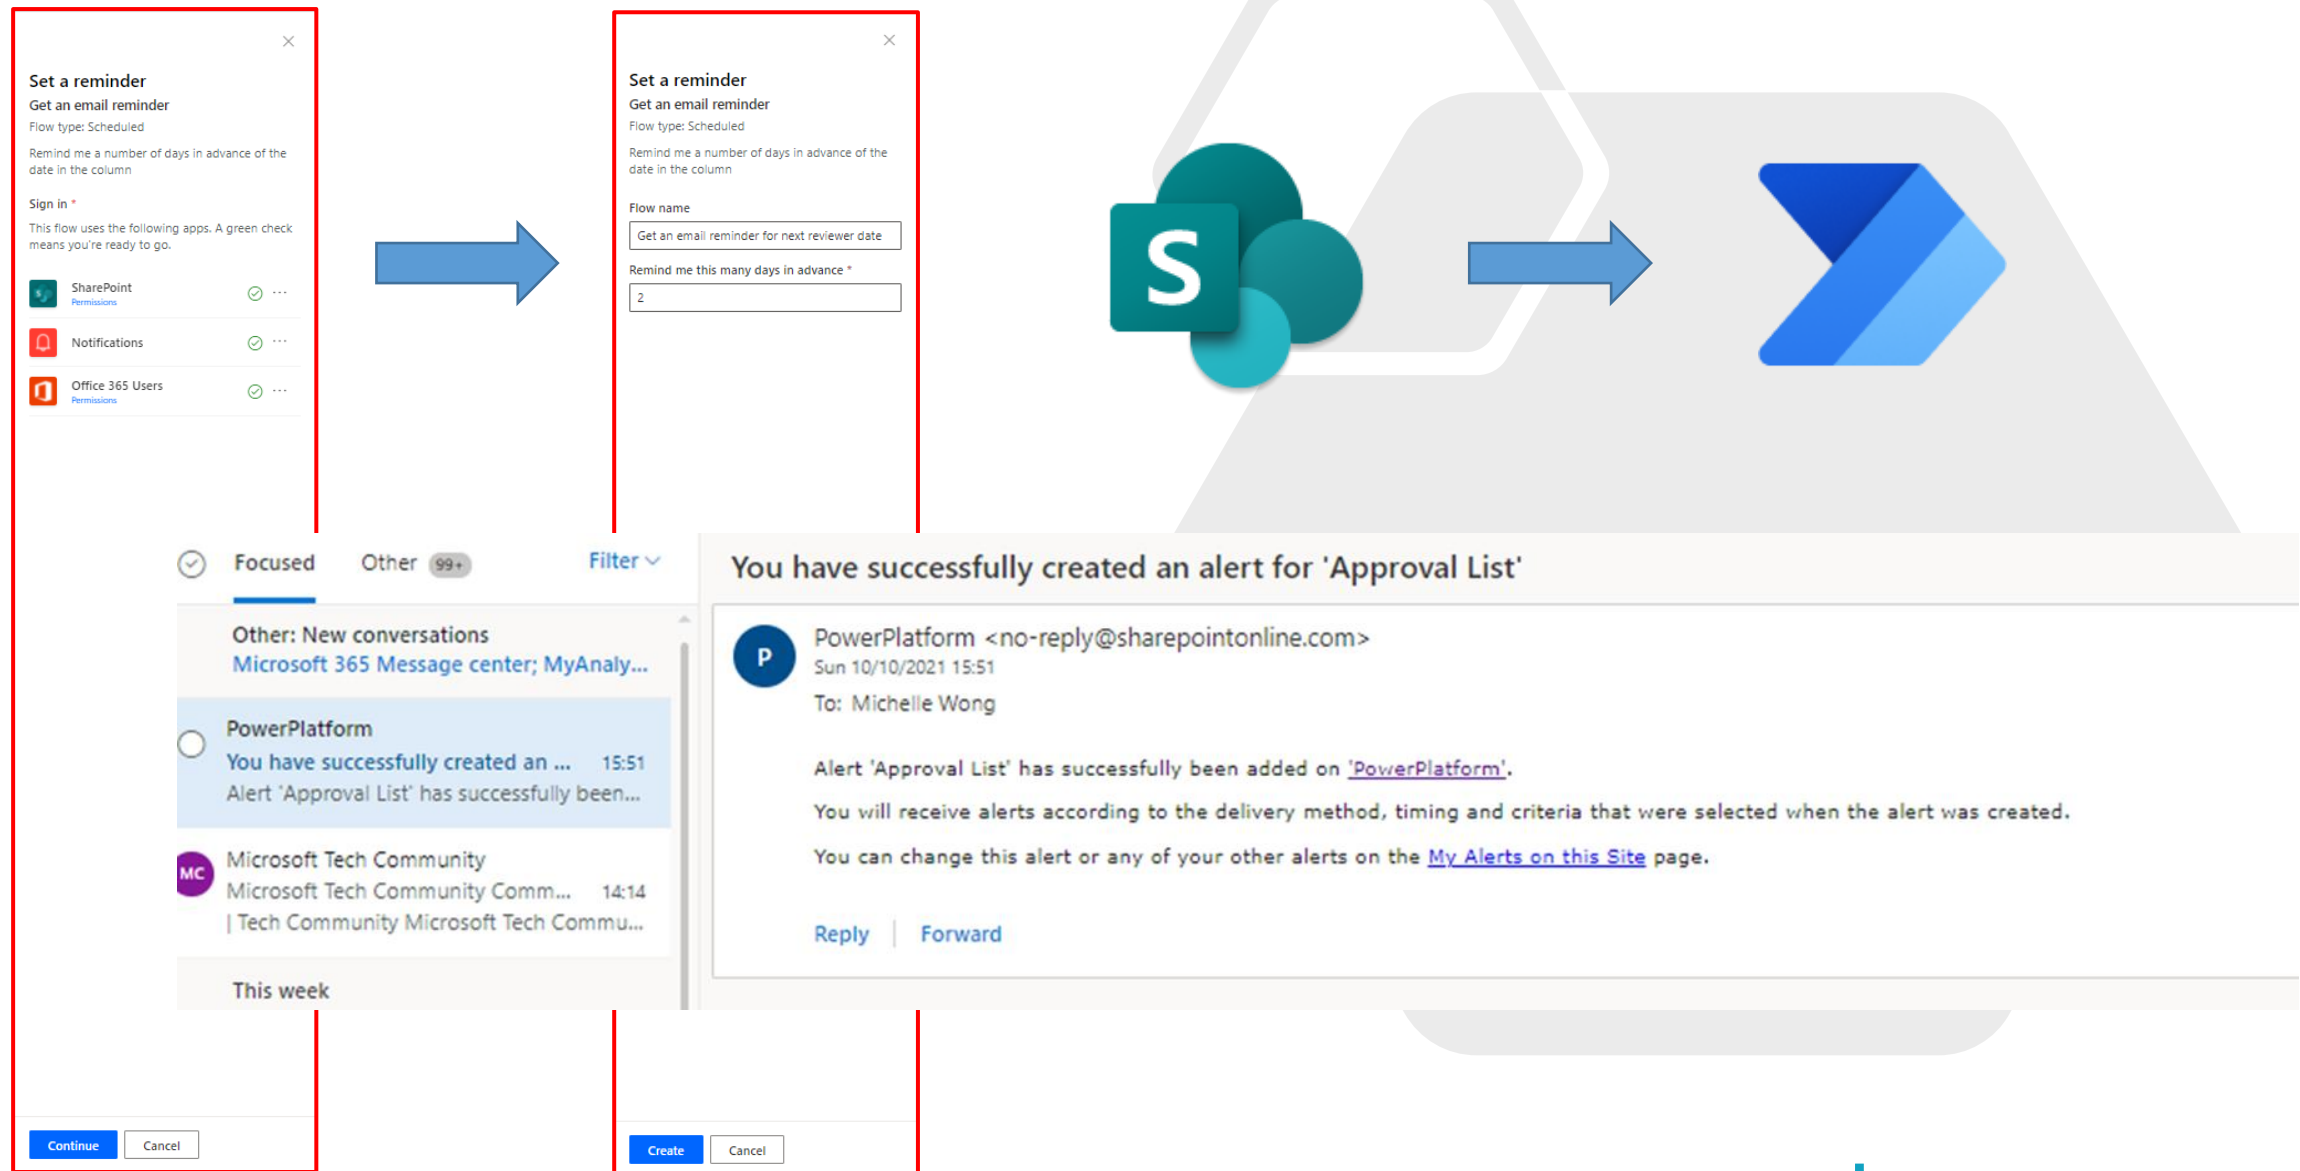 Set a reminder
Get an email reminder
Flow type: Scheduled
Remind me a number of days in advance of the
date in the column
Sign in *
This flow uses the following apps. A green check
means you're ready to go.
SharePoint
Permissions
Notifications
Office 365 Users
Permissions
Continue
Cancel
Set a reminder
Get an email reminder
Flow type: Scheduled
Remind me a number of days in advance of the
date in the column
Flow name
Get an email reminder for next reviewer date
Remind me this many days in advance *
2
Create
Cancel
S
Focused Other 99+ Filter
Other: New conversations
Microsoft 365 Message center; MyAnaly...
PowerPlatform
You have successfully created an ... 15:51
Alert 'Approval List' has successfully been...
MC
Microsoft Tech Community
Microsoft Tech Community Comm... 14:14
| Tech Community Microsoft Tech Commu...
This week
You have successfully created an alert for 'Approval List'
P
PowerPlatform <no-reply@sharepointonline.com>
Sun 10/10/2021 15:51
To: Michelle Wong
Alert 'Approval List' has successfully been added on 'PowerPlatform'.
You will receive alerts according to the delivery method, timing and criteria that were selected when the alert was created.
You can change this alert or any of your other alerts on the My Alerts on this Site page.
Reply | Forward